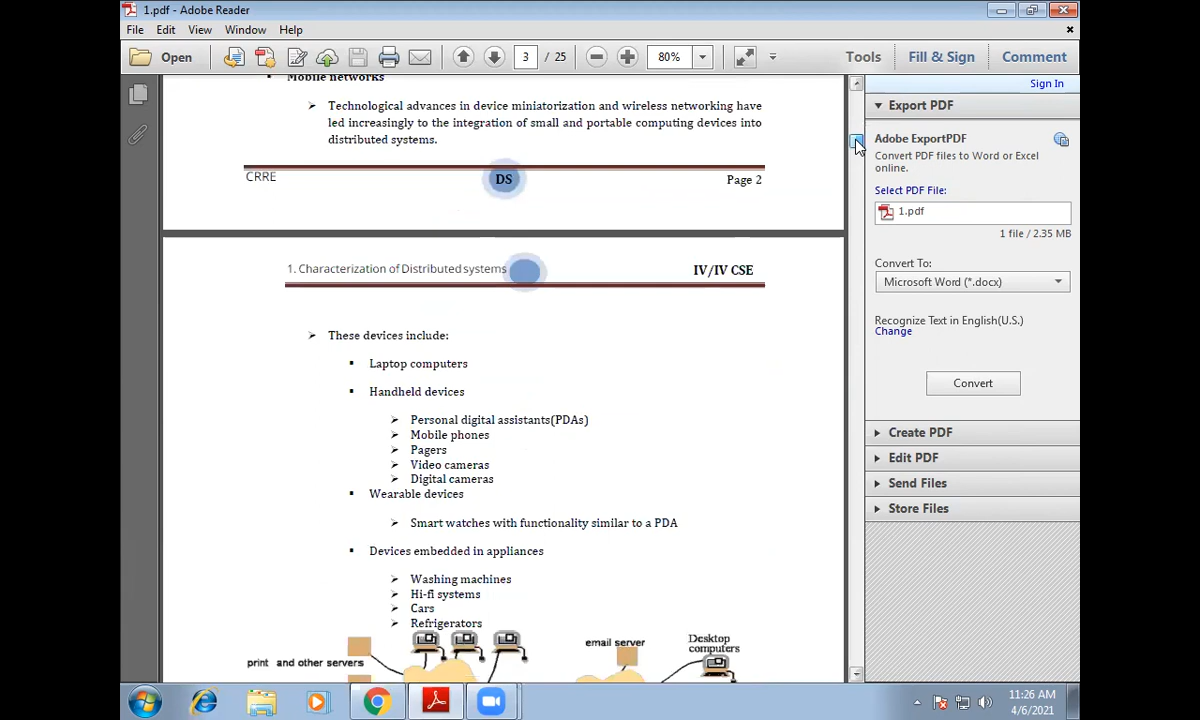 1.pdf - Adobe Reader
File Edit View Window Help
Open 3 / 25 80% Tools Fill & Sign Comment
Sign In
Mobile networks
Technological advances in device miniatorization and wireless networking have
led increasingly to the integration of small and portable computing devices into
distributed systems.
CRRE DS Page 2
1. Characterization of Distributed systems IV/IV CSE
These devices include:
Laptop computers
Handheld devices
Personal digital assistants(PDAs)
Mobile phones
Pagers
Video cameras
Digital cameras
Wearable devices
Smart watches with functionality similar to a PDA
Devices embedded in appliances
Washing machines
Hi-fi systems
Cars
Refrigerators
print and other servers
email server
Desktop
computers
Export PDF
Adobe ExportPDF
Convert PDF files to Word or Excel
online.
Select PDF File:
1.pdf
1 file / 2.35 MB
Convert To:
Microsoft Word (*.docx)
Recognize Text in English(U.S.)
Change
Convert
Create PDF
Edit PDF
Send Files
Store Files
11:26 AM
4/6/2021